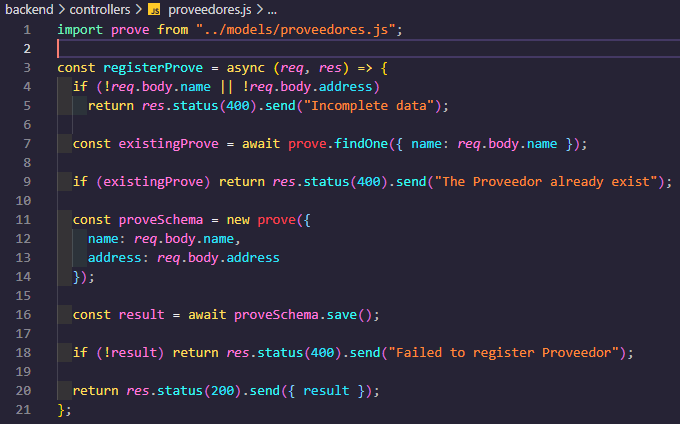 backend > controllers > JS proveedores.js > ...
1 import prove from "../models/proveedores.js";
2
3 const registerProve = async (req, res) => {
4   if (!req.body.name || !req.body.address)
5     return res.status(400).send("Incomplete data");
6
7   const existingProve = await prove.findOne({ name: req.body.name });
8
9   if (existingProve) return res.status(400).send("The Proveedor already exist");
10
11   const proveSchema = new prove({
12     name: req.body.name,
13     address: req.body.address
14   });
15
16   const result = await proveSchema.save();
17
18   if (!result) return res.status(400).send("Failed to register Proveedor");
19
20   return res.status(200).send({ result });
21 };